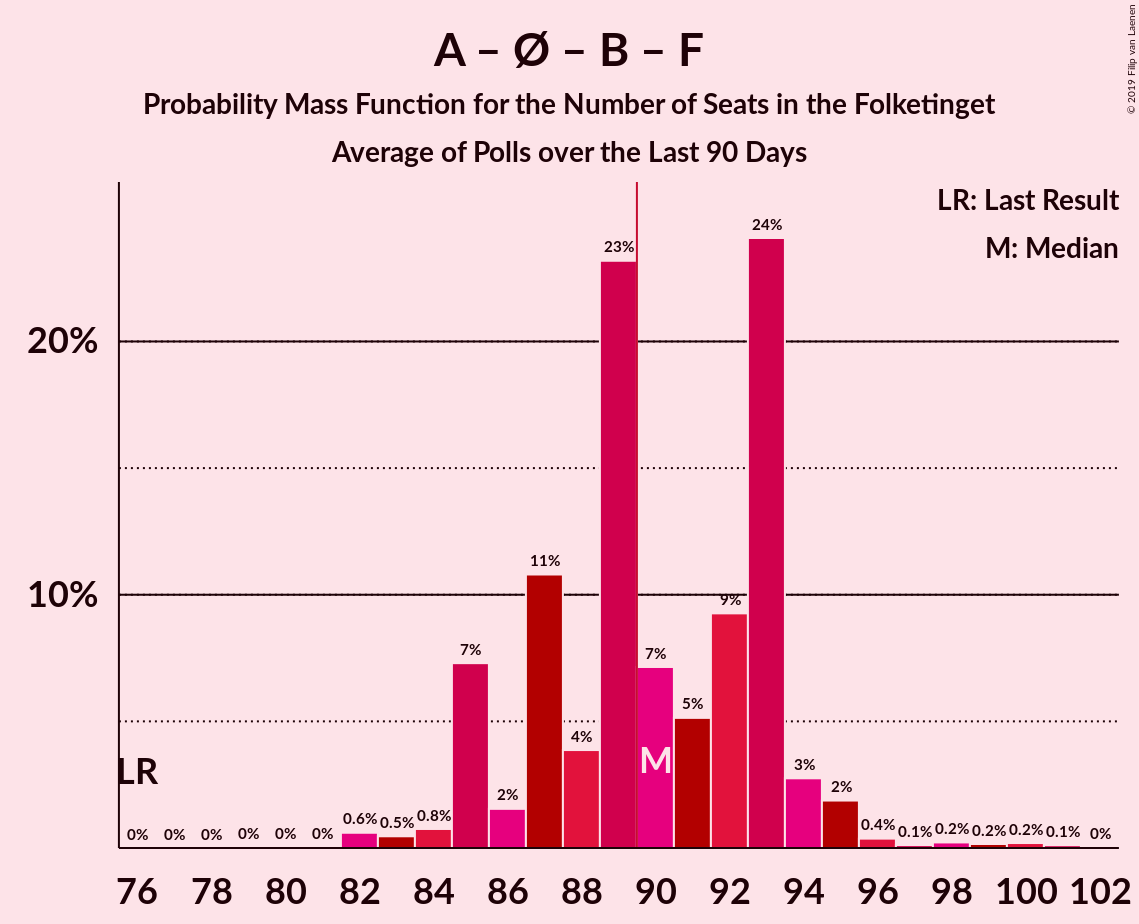 A – Ø – B – F
Probability Mass Function for the Number of Seats in the Folketinget
Average of Polls over the Last 90 Days
© 2019 Filip van Laenen
LR: Last Result
M: Median
20%
10%
LR
M
0% 0% 0% 0% 0% 0% 0.6% 0.5% 0.8% 7% 2% 11% 4% 23% 7% 5% 9% 24% 3% 2% 0.4% 0.1% 0.2% 0.2% 0.2% 0.1% 0%
76 78 80 82 84 86 88 90 92 94 96 98 100 102